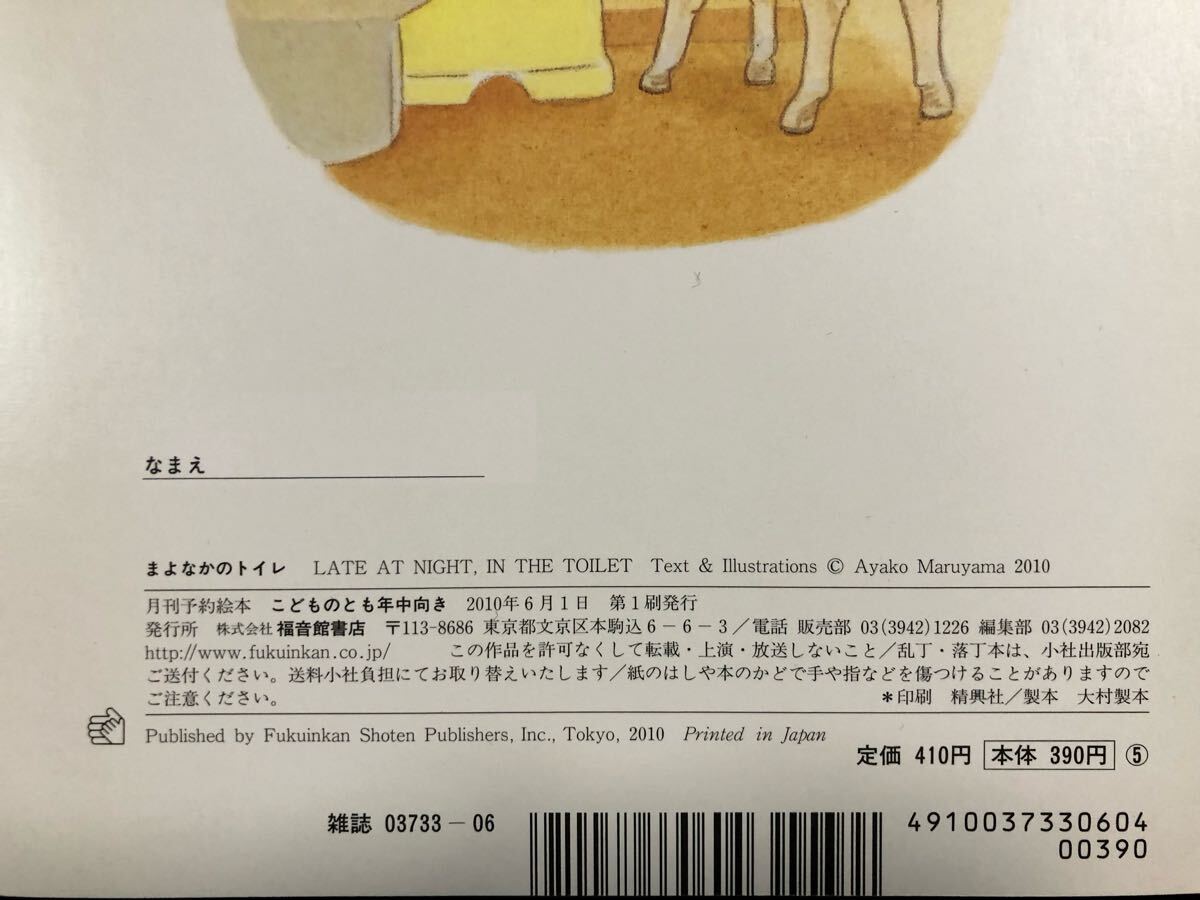 なまえ
まよなかのトイレ LATE AT NIGHT, IN THE TOILET Text & Illustrations © Ayako Maruyama 2010
月刊予約絵本 こどものとも年中向き 2010年6月1日 第1刷発行
発行所 株式会社 福音館書店 〒113-8686 東京都文京区本駒込6-6-3／電話 販売部 03(3942)1226 編集部 03(3942)2082
http://www.fukuinkan.co.jp/ この作品を許可なくして転載・上演・放送しないこと／乱丁・落丁本は、小社出版部宛
ご送付ください。送料小社負担にてお取り替えいたします／紙のはしや本のかどで手や指などを傷つけることがありますので
ご注意ください。 ＊印刷 精興社／製本 大村製本
Published by Fukuinkan Shoten Publishers, Inc., Tokyo, 2010 Printed in Japan
定価 410円 本体 390円 ⑤
雑誌 03733-06
4910037330604
00390